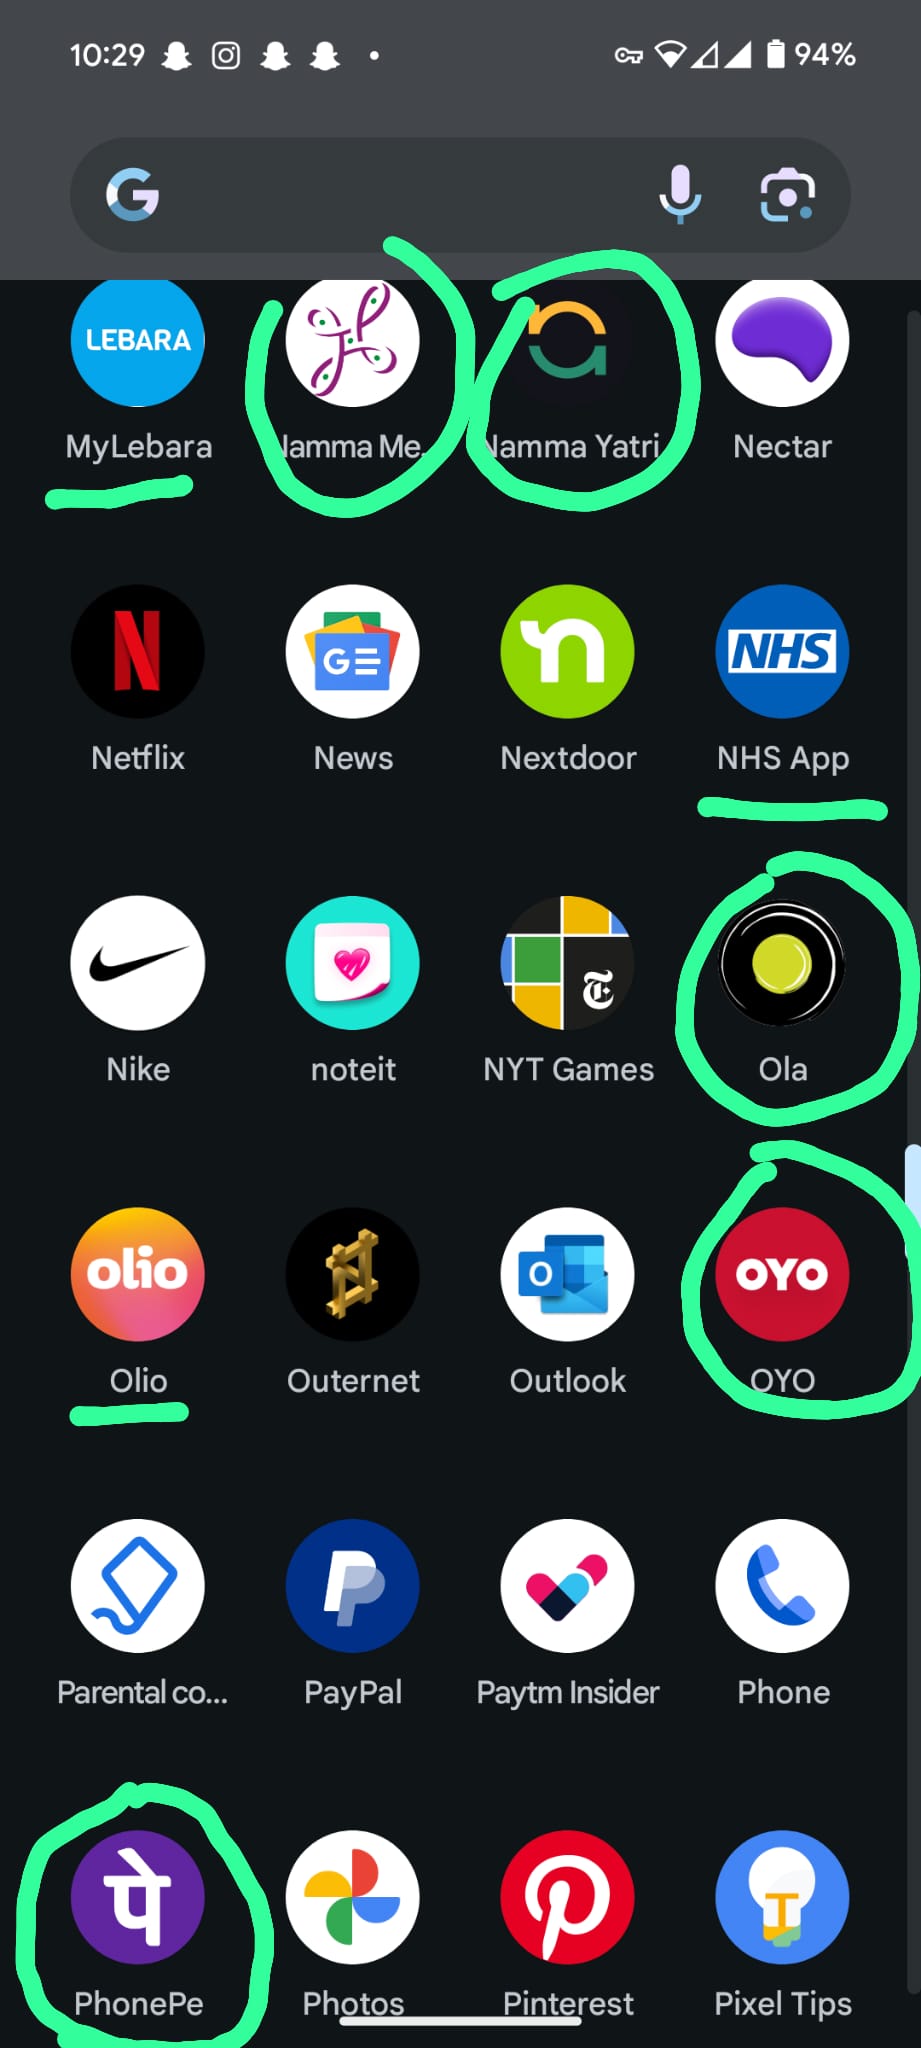 10:29 94%
LEBARA
MyLebara Namma Me. Namma Yatri Nectar
N NHS
Netflix News Nextdoor NHS App
Nike noteit NYT Games Ola
olio O OYO
Olio Outernet Outlook OYO
Parental co... PayPal Paytm Insider Phone
पे
PhonePe Photos Pinterest Pixel Tips